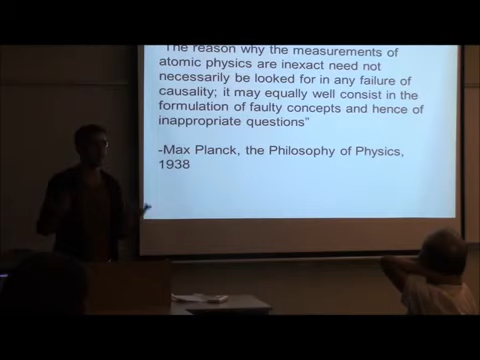 "The reason why the measurements of
atomic physics are inexact need not
necessarily be looked for in any failure of
causality; it may equally well consist in the
formulation of faulty concepts and hence of
inappropriate questions"
-Max Planck, the Philosophy of Physics,
1938